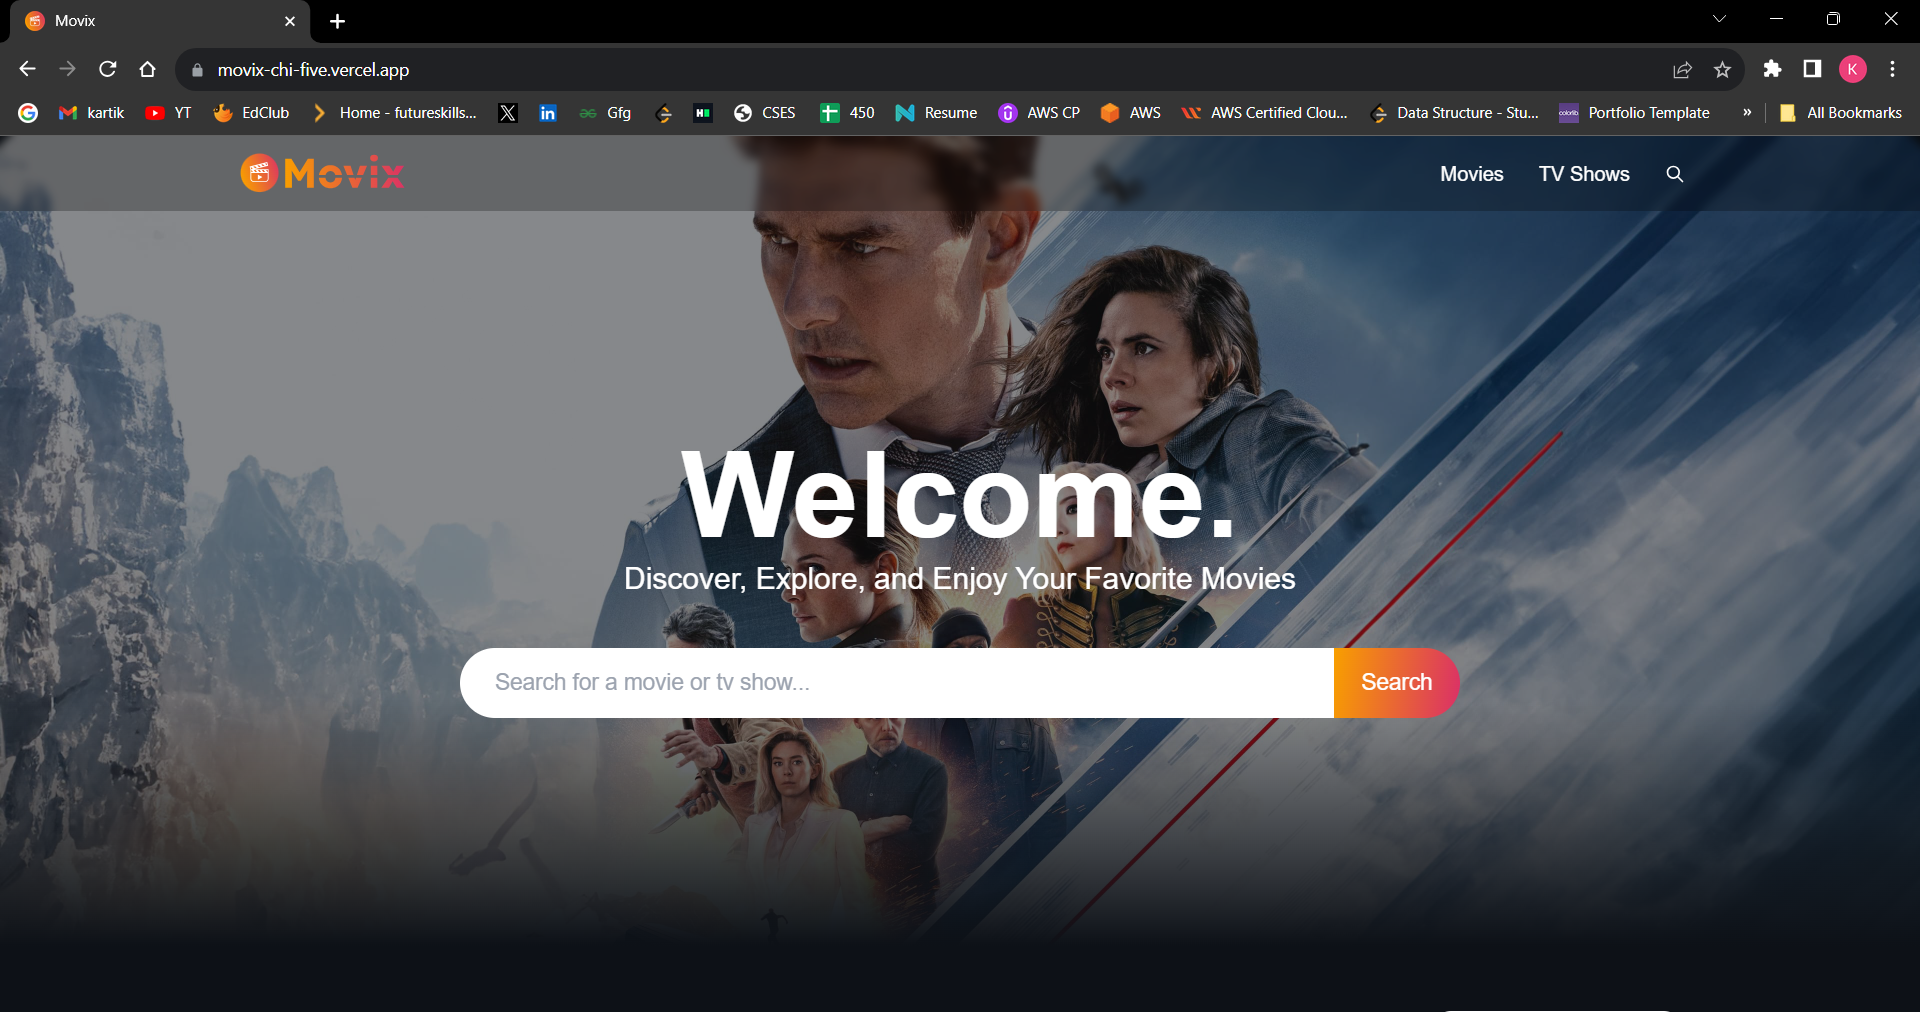 Movix
movix-chi-five.vercel.app
K
kartik
YT
EdClub
Home - futureskills...
X
in
Gfg
CSES
450
Resume
AWS CP
AWS
AWS Certified Clou...
Data Structure - Stu...
Portfolio Template
»
All Bookmarks
Movix
Movies
TV Shows
Welcome.
Discover, Explore, and Enjoy Your Favorite Movies
Search for a movie or tv show...
Search